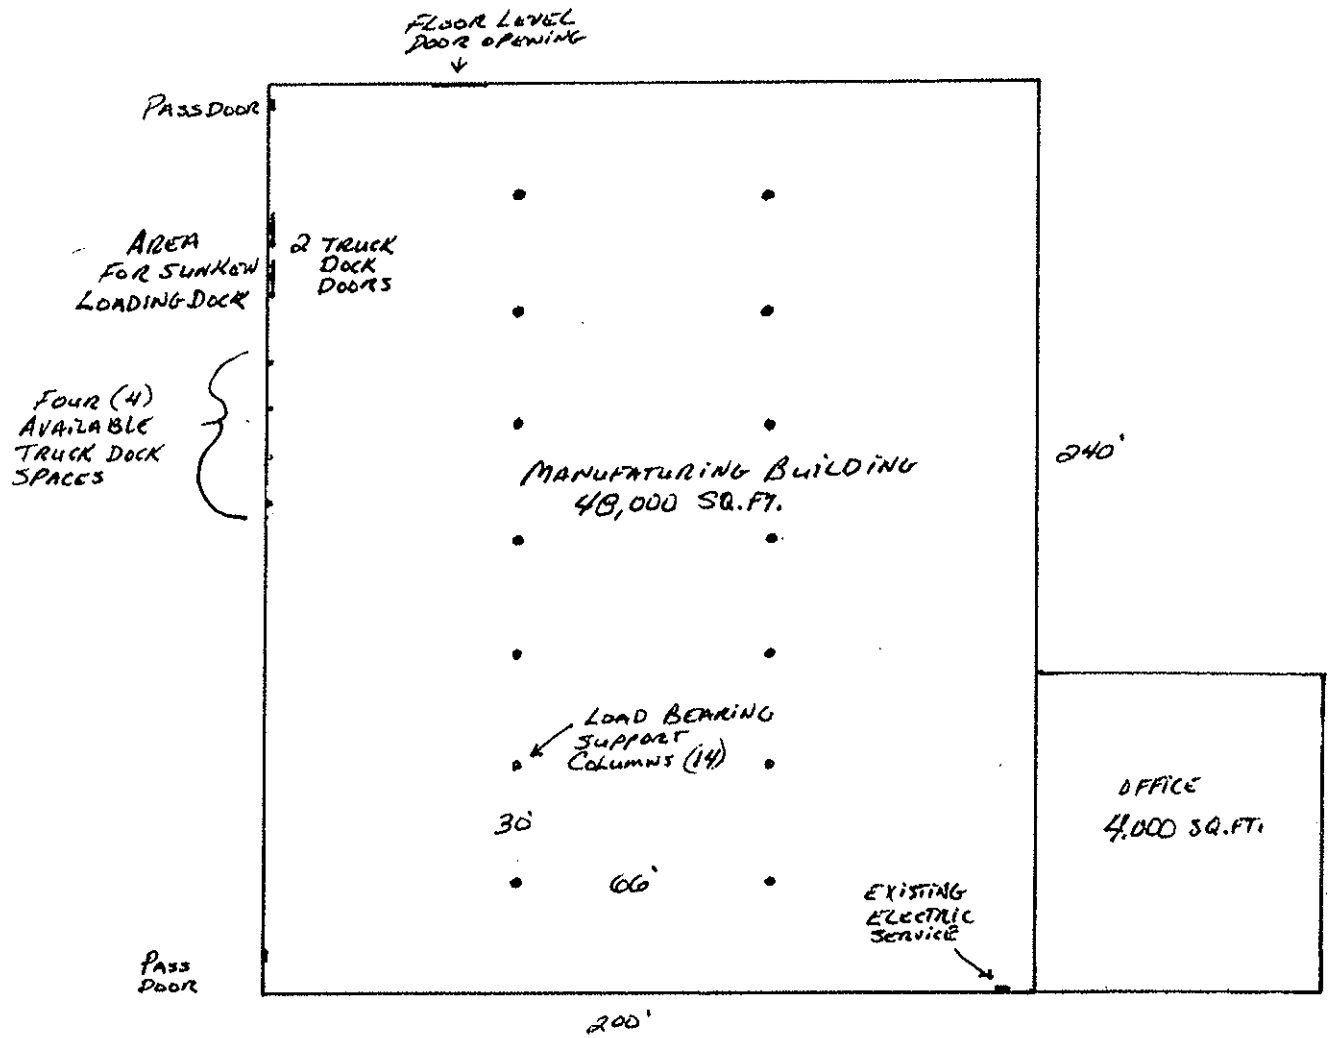 FLOOR LEVEL
DOOR OPENING
PASS DOOR
AREA
FOR SUNKEN
LOADING DOCK
2 TRUCK
DOCK
DOORS
FOUR (4)
AVAILABLE
TRUCK DOCK
SPACES
MANUFATURING BUILDING
48,000 SQ.FT.
240'
LOAD BEARING
SUPPORT
COLUMNS (14)
30'
66'
OFFICE
4,000 SQ.FT.
EXISTING
ELECTRIC
SERVICE
PASS
DOOR
200'